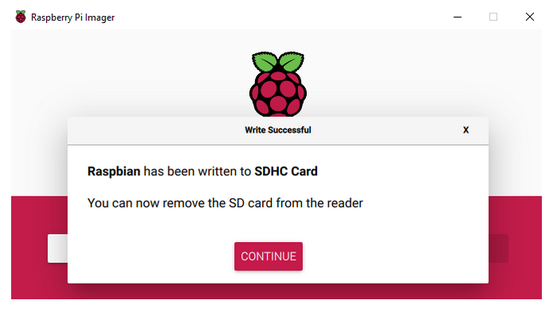 Raspberry Pi Imager
Write Successful
X
Raspbian has been written to SDHC Card
You can now remove the SD card from the reader
CONTINUE